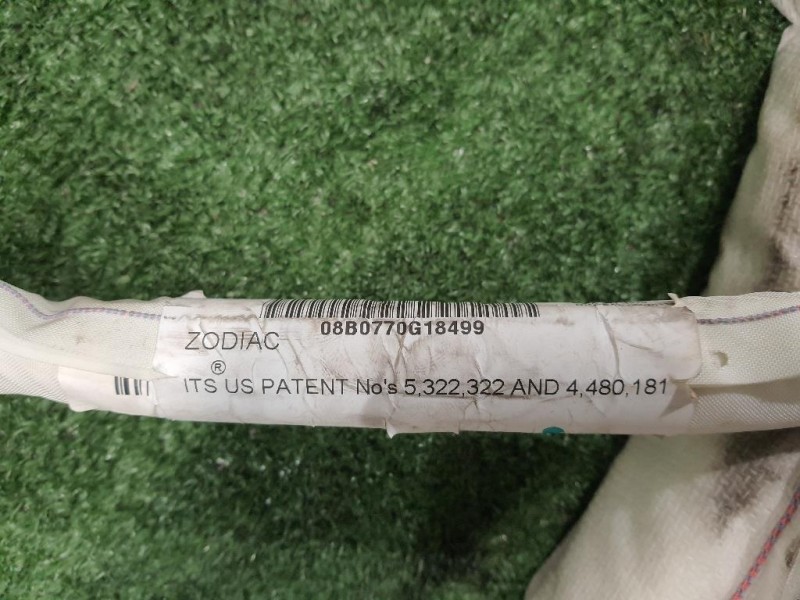 08B0770G18499
ZODIAC
®
ITS US PATENT No's 5,322,322 AND 4,480,181